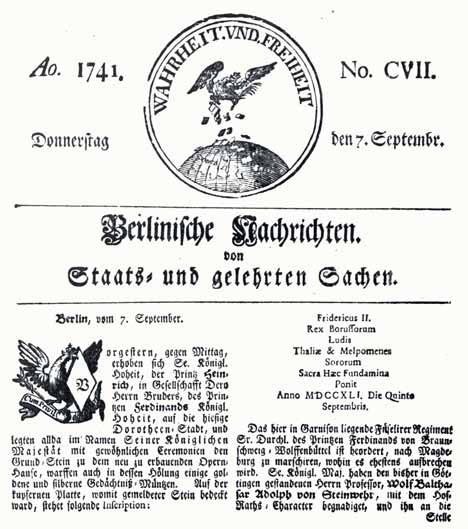 Ao. 1741.
WAHRHEIT. VND. FREIHEIT
No. CVII.
Donnerstag
den 7. Septembr.
Berlinische Nachrichten.
von
Staats- und gelehrten Sachen.
Berlin, vom 7. September.
Vorgestern, gegen Mittag,
erhoben sich Se. Königl.
Hoheit, der Printz Hein-
rich, in Gesellschafft Dero
Herrn Bruders, des Prin-
tzen Ferdinands Königl.
Hoheit, auf die hiesige
Dorotheen-Stadt, und
legten allda im Namen Seiner Königlichen
Majestät mit gewöhnlichen Ceremonien den
Grund-Stein zu dem neu zu erbauenden Opern-
Hause, warffen auch in dessen Höhlung einige gol-
dene und silberne Gedächtniß-Müntzen. Auf der
kupfernen Platte, womit gemeldeter Stein bedeckt
ward, stehet folgende Inscription:
Fridericus II.
Rex Borussorum
Ludis
Thaliæ & Melpomenes
Sororum
Sacra Hæc Fundamina
Ponit
Anno MDCCXLI. Die Quinto
Septembris.
Das hier in Garnison liegende Füselirer Regiment
Sr. Durchl. des Printzen Ferdinands von Braun-
schweig, Wolffenbüttel ist beordert, nach Magde-
burg zu marschiren, wohin es ehestens aufbrechen
wird. Se. Königl. Maj. haben den bisher in Göt-
tingen gestandenen Herrn Professor, Wolf Baltha-
sar Adolph von Steinwehr, mit dem Hof-
Raths-Character begnadiget, und ihn an die
Stelle